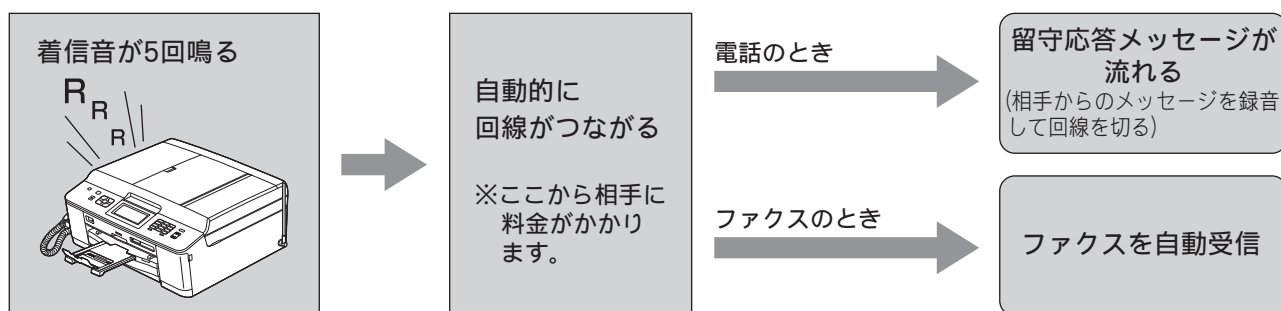 着信音が5回鳴る
R
R
R
自動的に
回線がつながる
※ここから相手に
料金がかかり
ます。
電話のとき
留守応答メッセージが
流れる
(相手からのメッセージを録音
して回線を切る)
ファクスのとき
ファクスを自動受信